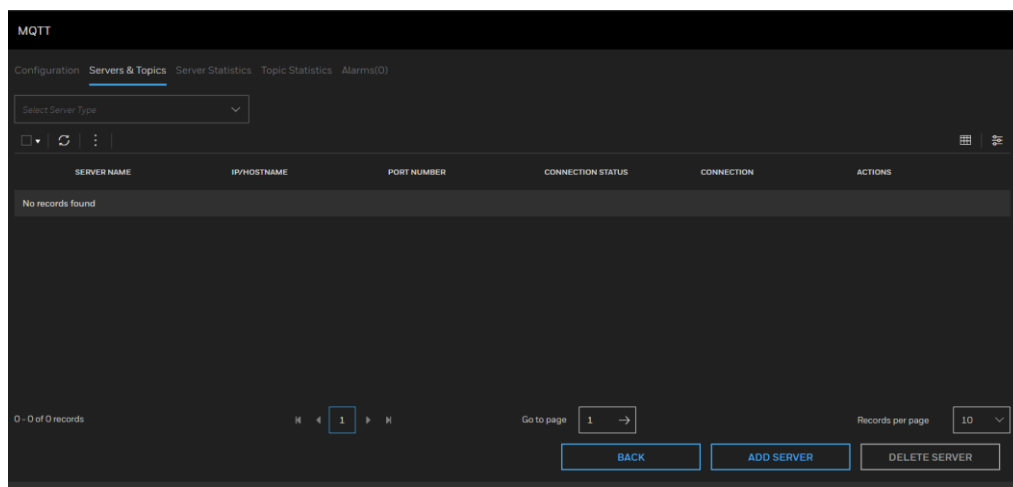 MQTT
Configuration Servers & Topics Server Statistics Topic Statistics Alarms(0)
Select Server Type
SERVER NAME IP/HOSTNAME PORT NUMBER CONNECTION STATUS CONNECTION ACTIONS
No records found
0 - 0 of 0 records 1 Go to page 1 Records per page 10
BACK ADD SERVER DELETE SERVER